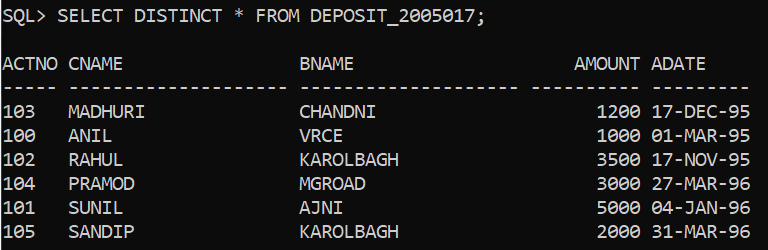 SQL> SELECT DISTINCT * FROM DEPOSIT_2005017;
ACTNO CNAME                BNAME                    AMOUNT ADATE
----- -------------------- -------------------- ---------- ---------
103   MADHURI              CHANDNI                    1200 17-DEC-95
100   ANIL                 VRCE                       1000 01-MAR-95
102   RAHUL                KAROLBAGH                  3500 17-NOV-95
104   PRAMOD               MGROAD                     3000 27-MAR-96
101   SUNIL                AJNI                       5000 04-JAN-96
105   SANDIP               KAROLBAGH                  2000 31-MAR-96